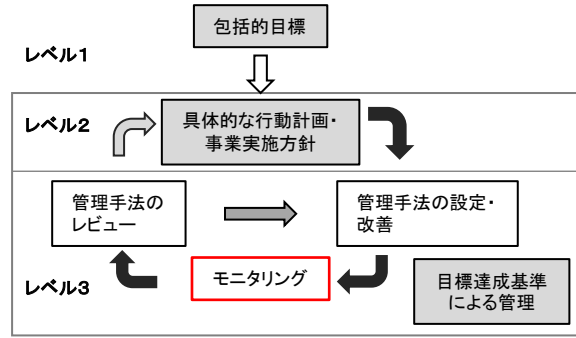 包括的目標
レベル1
レベル2
具体的な行動計画・
事業実施方針
管理手法の
レビュー
管理手法の設定・
改善
モニタリング
レベル3
目標達成基準
による管理